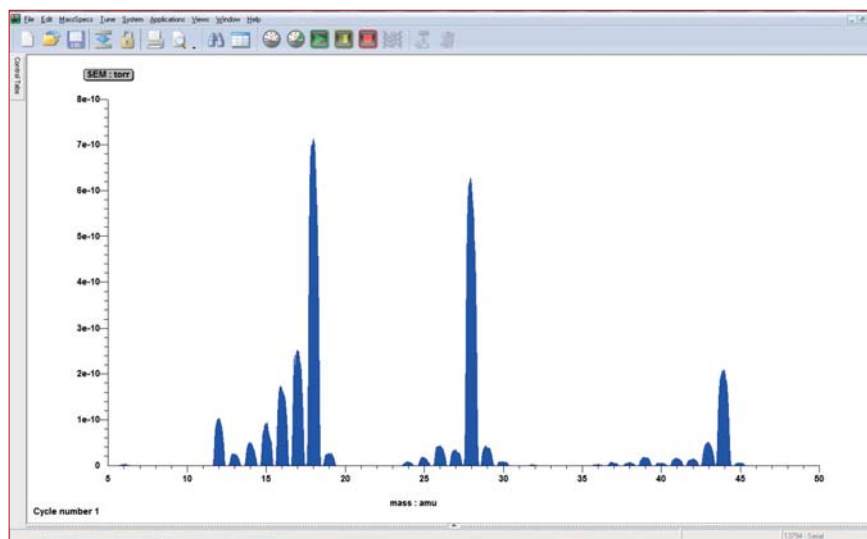 File Edit MassSpecs Tune System Applications Views Window Help
Control Tabs
SEM : torr
8e-10
7e-10
6e-10
5e-10
4e-10
3e-10
2e-10
1e-10
0
5 10 15 20 25 30 35 40 45 50
mass : amu
Cycle number 1